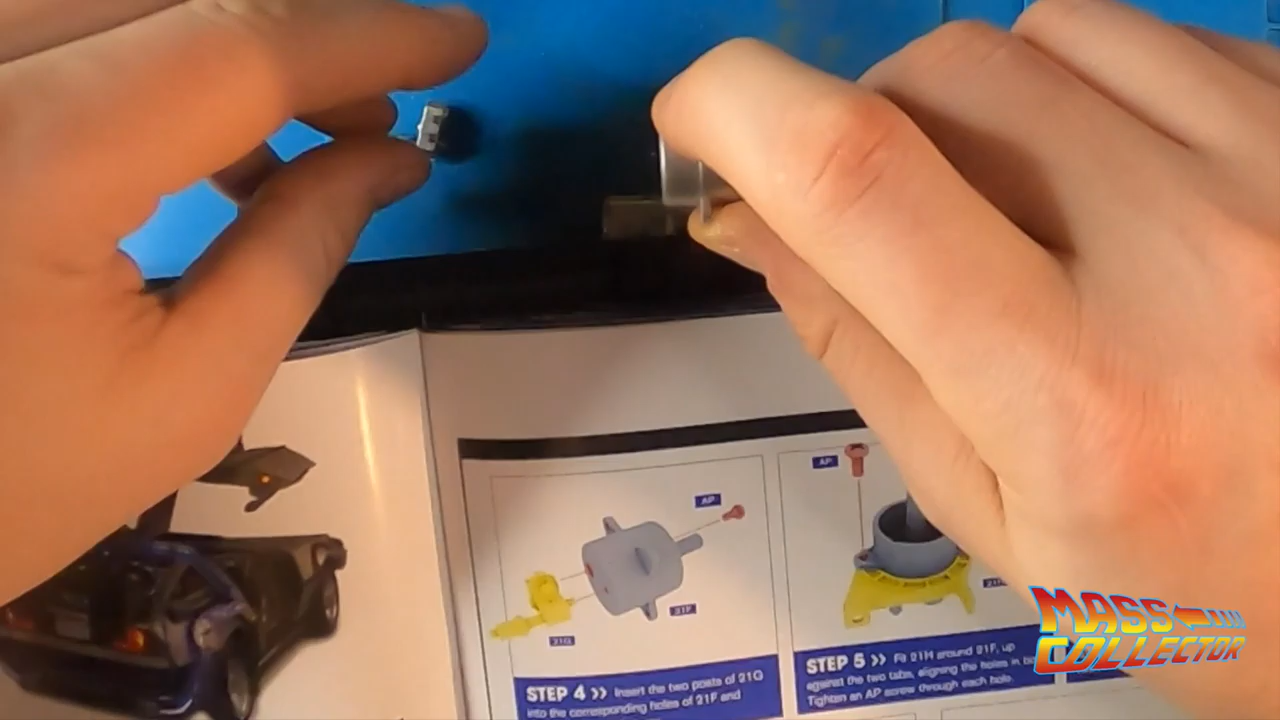 AP
21F
21G
STEP 4 >> Insert the two posts of 21G
into the corresponding holes of 21F and
AP
STEP 5 >> Fit 21H around 21F, up
against the two tabs, aligning the holes in
Tighten an AP screw through each hole.
MASS
COLLECTOR